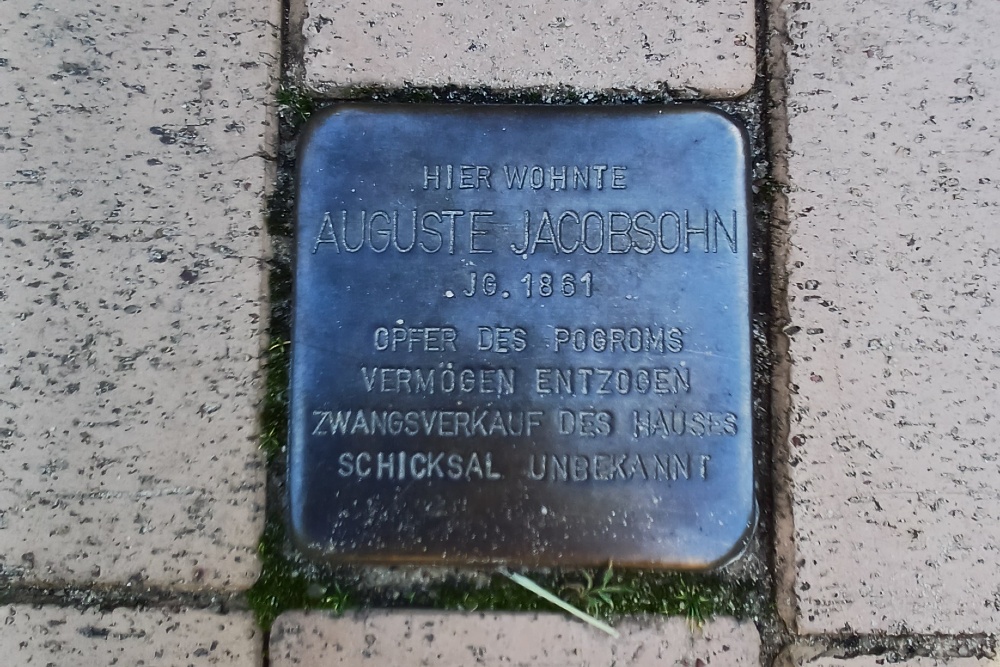 HIER WOHNTE
AUGUSTE JACOBSOHN
JG. 1861
OPFER DES POGROMS
VERMÖGEN ENTZOGEN
ZWANGSVERKAUF DES HAUSES
SCHICKSAL UNBEKANNT